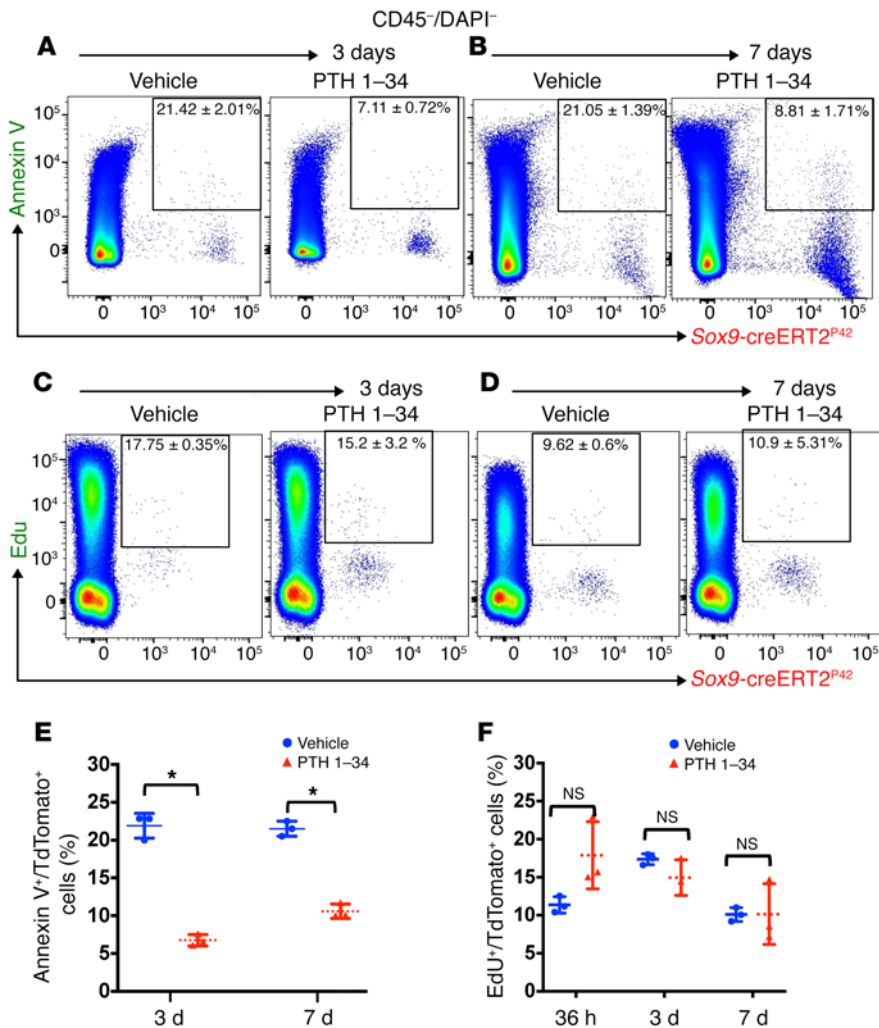 CD45⁻/DAPI⁻
A
3 days
B
7 days
Vehicle
PTH 1–34
Vehicle
PTH 1–34
21.42 ± 2.01%
7.11 ± 0.72%
21.05 ± 1.39%
8.81 ± 1.71%
Annexin V
10⁵
10⁴
10³
0
0 10³ 10⁴ 10⁵
0 10³ 10⁴ 10⁵
0 10³ 10⁴ 10⁵
0 10³ 10⁴ 10⁵
Sox9-creERT2ᴾ⁴²
C
3 days
D
7 days
Vehicle
PTH 1–34
Vehicle
PTH 1–34
17.75 ± 0.35%
15.2 ± 3.2 %
9.62 ± 0.6%
10.9 ± 5.31%
Edu
10⁵
10⁴
10³
0
0 10³ 10⁴ 10⁵
0 10³ 10⁴ 10⁵
0 10³ 10⁴ 10⁵
0 10³ 10⁴ 10⁵
Sox9-creERT2ᴾ⁴²
E
Vehicle
PTH 1–34
Annexin V⁺/TdTomato⁺
cells (%)
30
25
20
15
10
5
0
*
*
3 d
7 d
F
Vehicle
PTH 1–34
EdU⁺/TdTomato⁺ cells (%)
30
25
20
15
10
5
0
NS
NS
NS
36 h
3 d
7 d